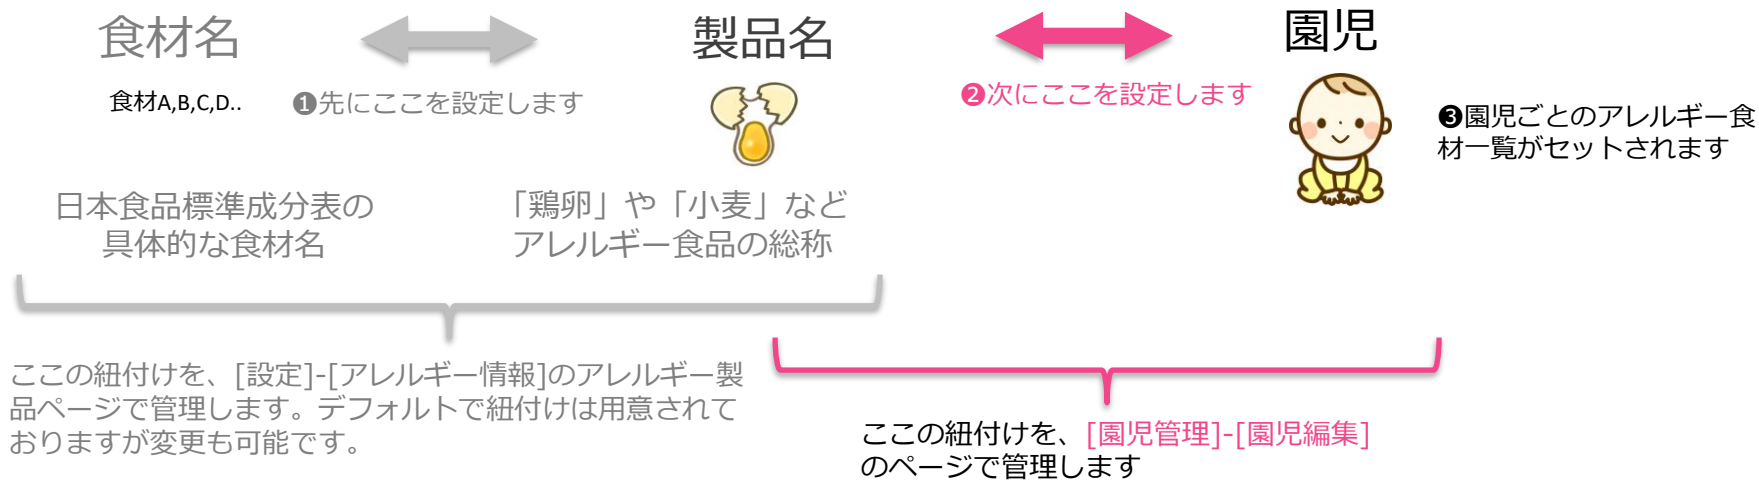 食材名
製品名
園児
食材A,B,C,D..
❶先にここを設定します
❷次にここを設定します
❸園児ごとのアレルギー食
材一覧がセットされます
日本食品標準成分表の
具体的な食材名
「鶏卵」や「小麦」など
アレルギー食品の総称
ここの紐付けを、[設定]-[アレルギー情報]のアレルギー製
品ページで管理します。デフォルトで紐付けは用意されて
おりますが変更も可能です。
ここの紐付けを、[園児管理]-[園児編集]
のページで管理します